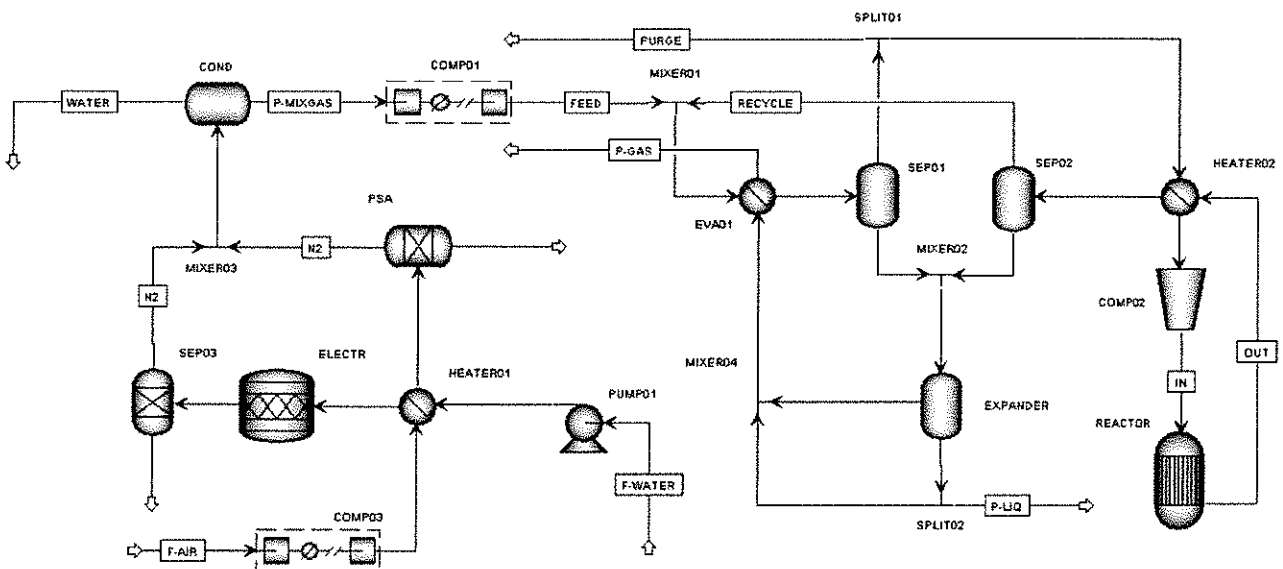 SPLIT01
PURGE
COND
COMP01
MIXER01
WATER
P-MIXGAS
FEED
RECYCLE
P-GAS
SEP01
SEP02
HEATER02
PSA
EVA01
N2
MIXER03
MIXER02
N2
COMP02
SEP03
ELECTR
HEATER01
MIXER04
OUT
PUMP01
IN
EXPANDER
REACTOR
F-WATER
COMP03
P-LIQ
SPLIT02
F-AIR